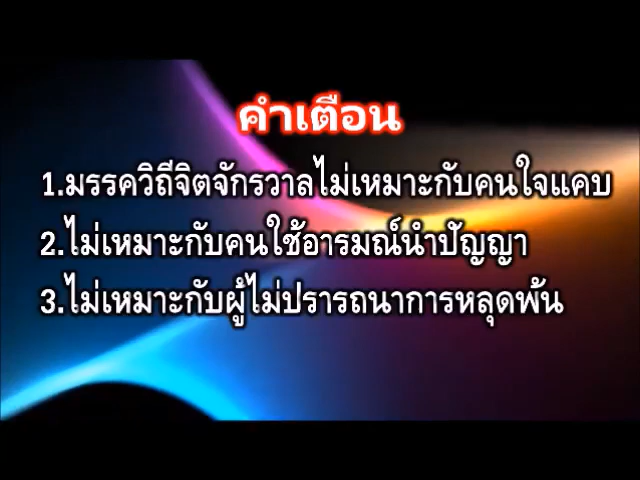 คำเตือน
1.มรรควิถีจิตจักรวาลไม่เหมาะกับคนใจแคบ
2.ไม่เหมาะกับคนใช้อารมณ์นำปัญญา
3.ไม่เหมาะกับผู้ไม่ปรารถนาการหลุดพ้น